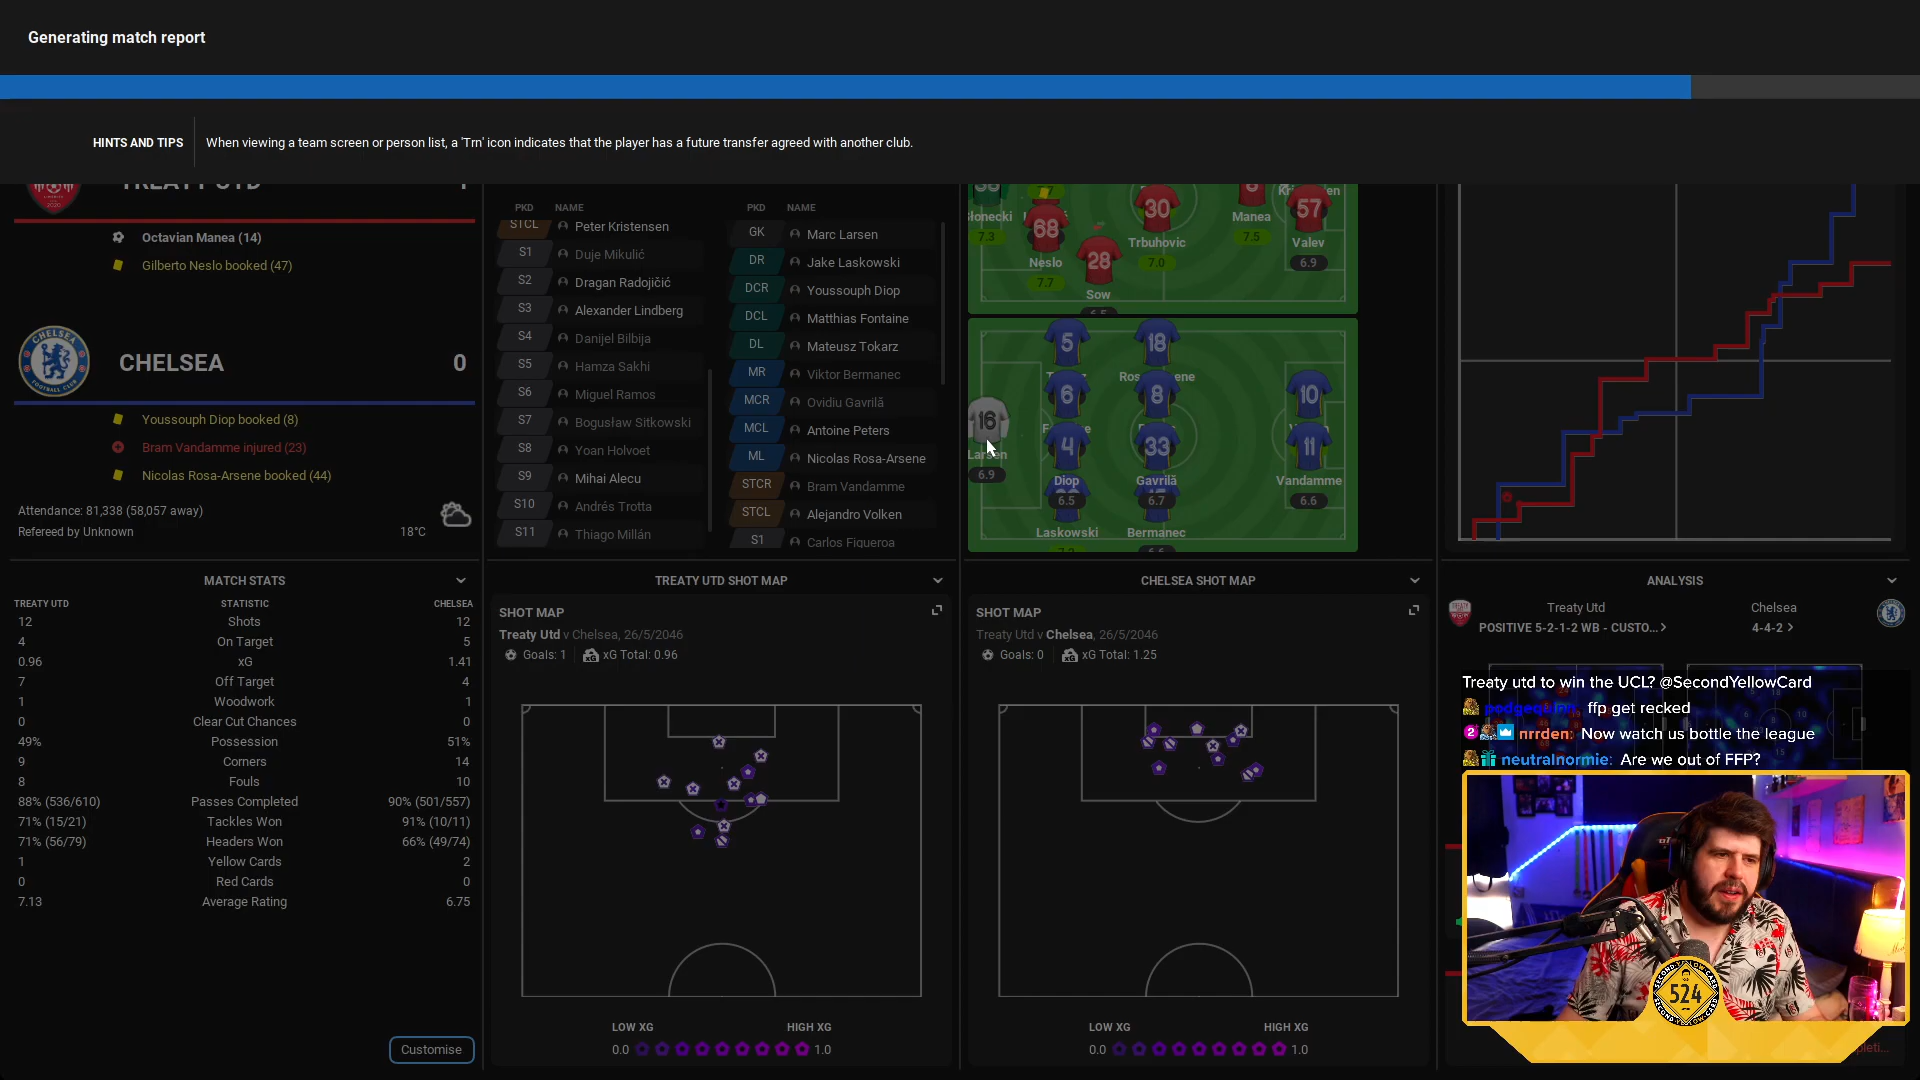 Generating match report
HINTS AND TIPS
When viewing a team screen or person list, a 'Trn' icon indicates that the player has a future transfer agreed with another club.
TREATY UTD
Octavian Manea (14)
Gilberto Neslo booked (47)
CHELSEA 0
Youssouph Diop booked (8)
Bram Vandamme injured (23)
Nicolas Rosa-Arsene booked (44)
Attendance: 81,338 (58,057 away)
Refereed by Unknown 18°C
PKD NAME
STCL Peter Kristensen
S1 Duje Mikulić
S2 Dragan Radojičić
S3 Alexander Lindberg
S4 Danijel Bilbija
S5 Hamza Sakhi
S6 Miguel Ramos
S7 Bogusław Sitkowski
S8 Yoan Holvoet
S9 Mihai Alecu
S10 Andrés Trotta
S11 Thiago Millán
PKD NAME
GK Marc Larsen
DR Jake Laskowski
DCR Youssouph Diop
DCL Matthias Fontaine
DL Mateusz Tokarz
MR Viktor Bermanec
MCR Ovidiu Gavrilă
MCL Antoine Peters
ML Nicolas Rosa-Arsene
STCR Bram Vandamme
STCL Alejandro Volken
S1 Carlos Figueroa
7.3
68
Neslo
7.7
28
Sow
30
Trbuhovic
7.0
Manea
7.5
57
Valev
6.9
5
18
6
8
10
16
Larsen
6.9
4
Diop
6.5
33
Gavrilă
6.7
11
Vandamme
6.6
Laskowski
Bermanec
MATCH STATS
TREATY UTD STATISTIC CHELSEA
12 Shots 12
4 On Target 5
0.96 xG 1.41
7 Off Target 4
1 Woodwork 1
0 Clear Cut Chances 0
49% Possession 51%
9 Corners 14
8 Fouls 10
88% (536/610) Passes Completed 90% (501/557)
71% (15/21) Tackles Won 91% (10/11)
71% (56/79) Headers Won 66% (49/74)
1 Yellow Cards 2
0 Red Cards 0
7.13 Average Rating 6.75
Customise
TREATY UTD SHOT MAP
SHOT MAP
Treaty Utd v Chelsea, 26/5/2046
Goals: 1 xG Total: 0.96
LOW XG HIGH XG
0.0 1.0
CHELSEA SHOT MAP
SHOT MAP
Treaty Utd v Chelsea, 26/5/2046
Goals: 0 xG Total: 1.25
LOW XG HIGH XG
0.0 1.0
ANALYSIS
Treaty Utd Chelsea
POSITIVE 5-2-1-2 WB - CUSTO... 4-4-2
Treaty utd to win the UCL? @SecondYellowCard
podgequinn: ffp get recked
2 nrrden: Now watch us bottle the league
neutralnormie: Are we out of FFP?
524